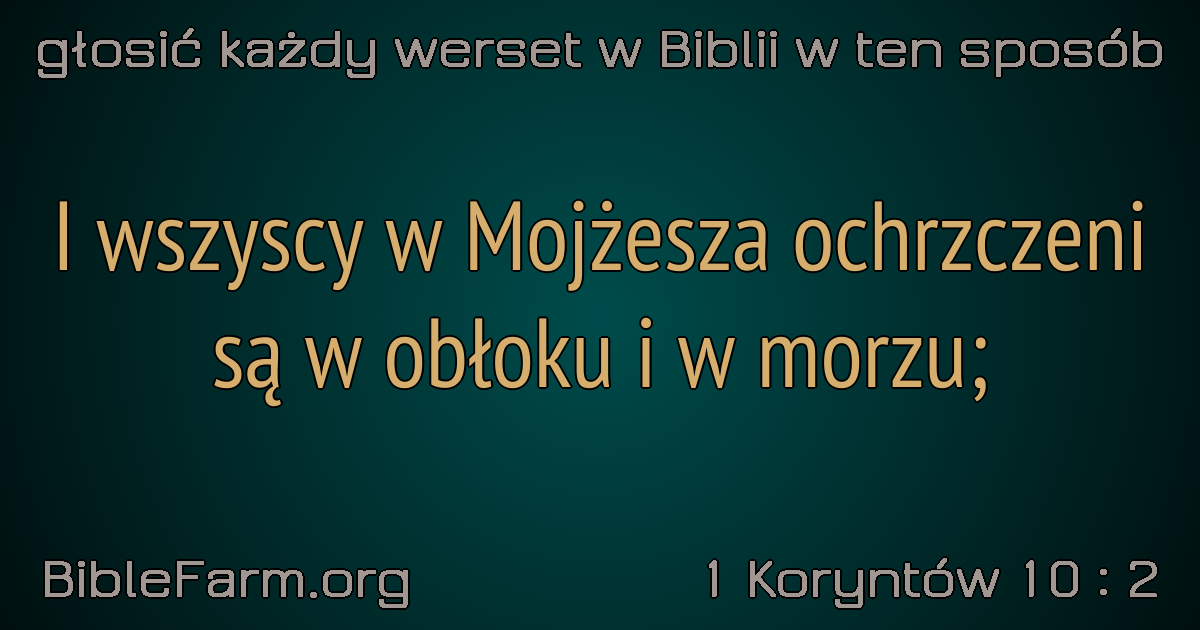 głosić każdy werset w Biblii w ten sposób
I wszyscy w Mojżesza ochrzczeni
są w obłoku i w morzu;
BibleFarm.org
1 Koryntów 10 : 2